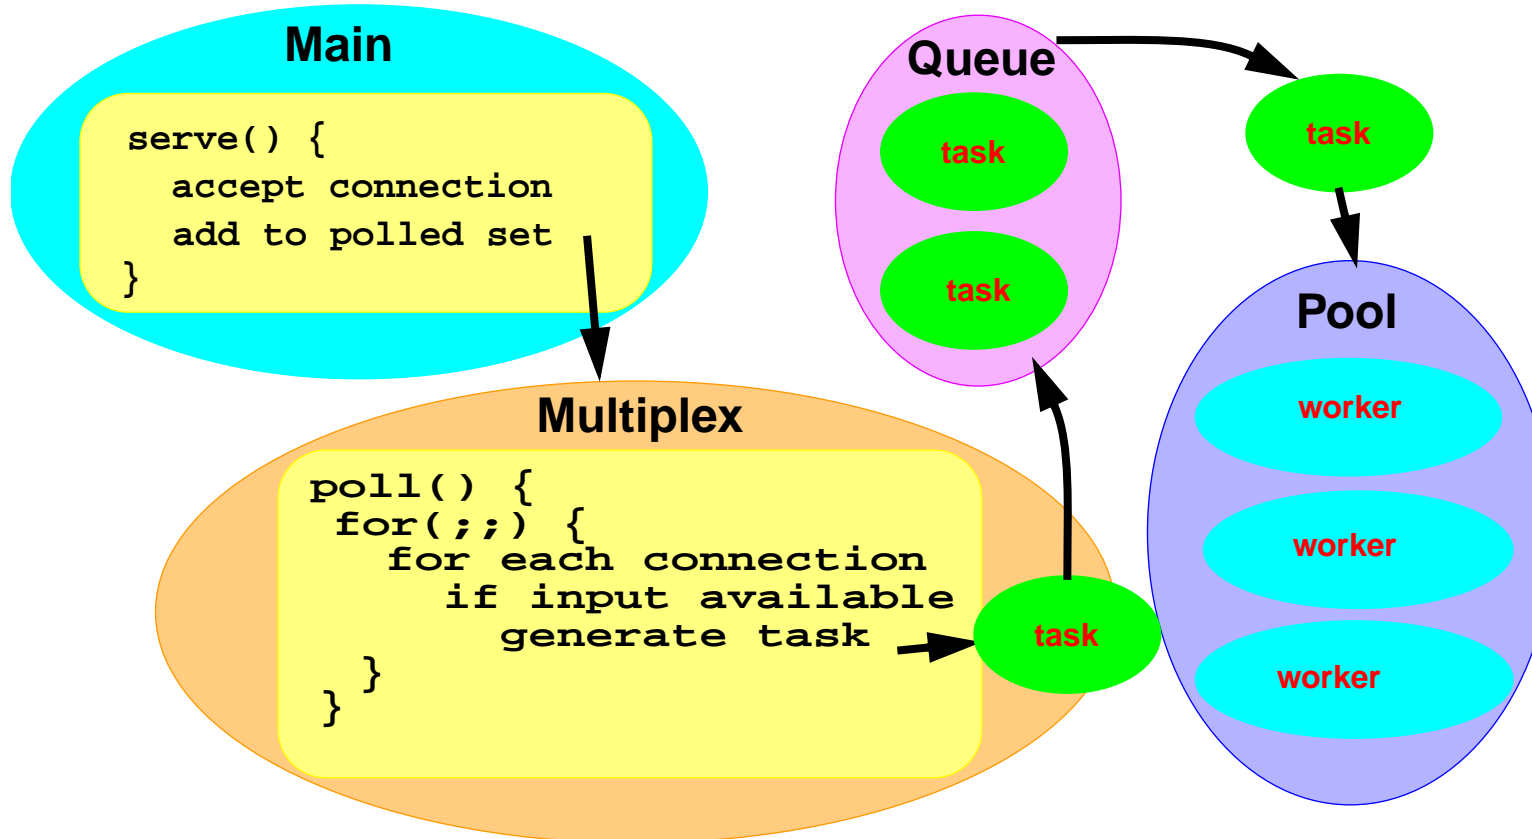 Main
serve() {
accept connection
add to polled set
}
Multiplex
poll() {
for(;;) {
for each connection
if input available
generate task
}
}
task
Queue
task
task
task
Pool
worker
worker
worker